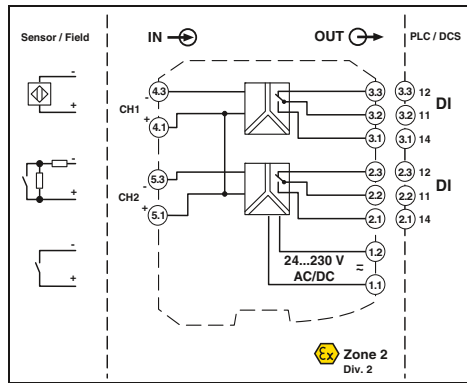 Sensor / Field
IN
OUT
PLC / DCS
-
+
-
+
-
+
CH1
-
4.3
+
4.1
CH2
-
5.3
+
5.1
3.3 3.3 12
3.2 3.2 11 DI
3.1 3.1 14
2.3 2.3 12
2.2 2.2 11 DI
2.1 2.1 14
24...230 V
AC/DC
≂
1.2
1.1
Ex Zone 2
Div. 2